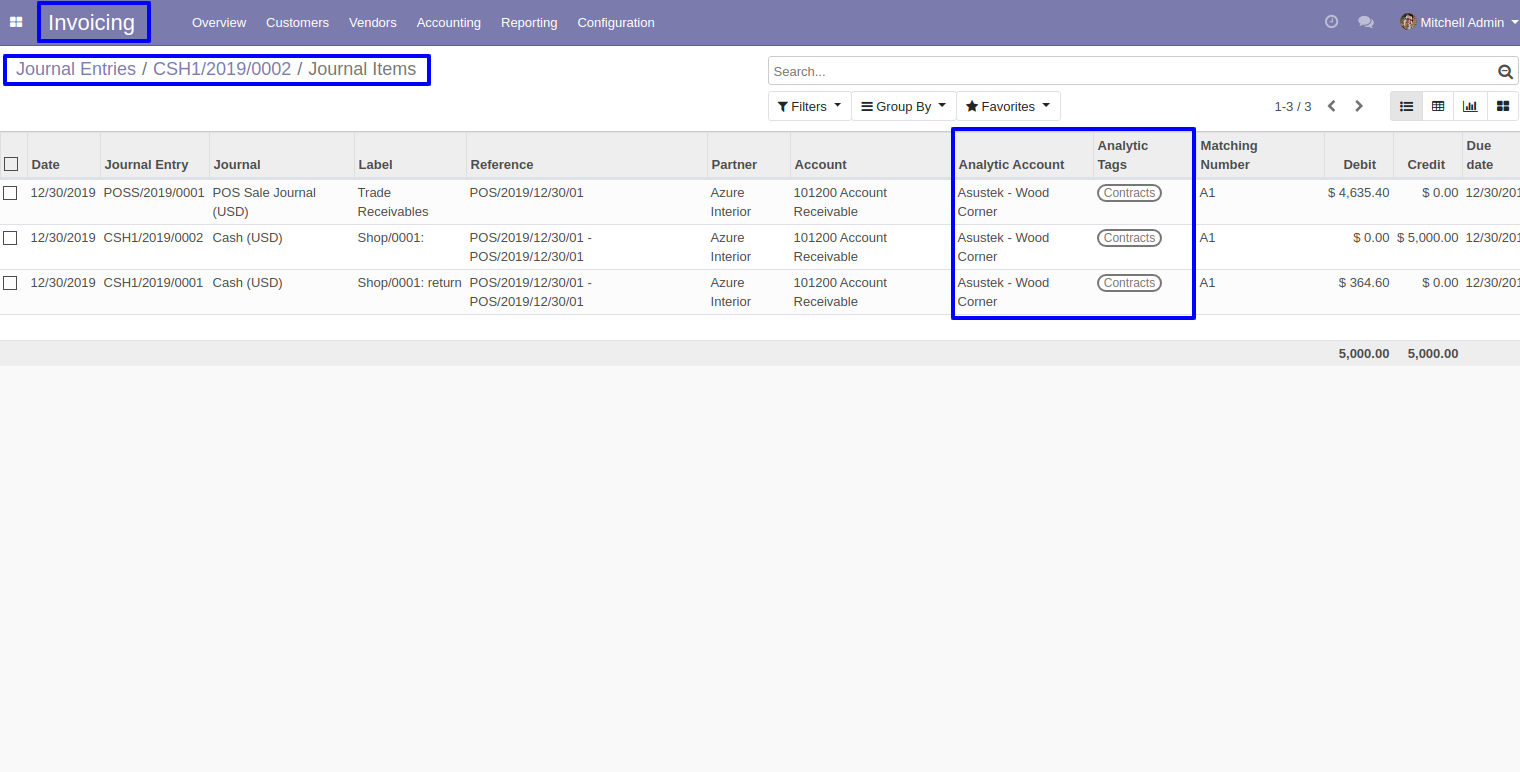 Invoicing Overview Customers Vendors Accounting Reporting Configuration Mitchell Admin
Journal Entries / CSH1/2019/0002 / Journal Items
Search...
Filters Group By Favorites 1-3 / 3
Date Journal Entry Journal Label Reference Partner Account Analytic Account Analytic Tags Matching Number Debit Credit Due date
12/30/2019 POSS/2019/0001 POS Sale Journal (USD) Trade Receivables POS/2019/12/30/01 Azure Interior 101200 Account Receivable Asustek - Wood Corner Contracts A1 $ 4,635.40 $ 0.00 12/30/201
12/30/2019 CSH1/2019/0002 Cash (USD) Shop/0001: POS/2019/12/30/01 - POS/2019/12/30/01 Azure Interior 101200 Account Receivable Asustek - Wood Corner Contracts A1 $ 0.00 $ 5,000.00 12/30/201
12/30/2019 CSH1/2019/0001 Cash (USD) Shop/0001: return POS/2019/12/30/01 - POS/2019/12/30/01 Azure Interior 101200 Account Receivable Asustek - Wood Corner Contracts A1 $ 364.60 $ 0.00 12/30/201
5,000.00 5,000.00